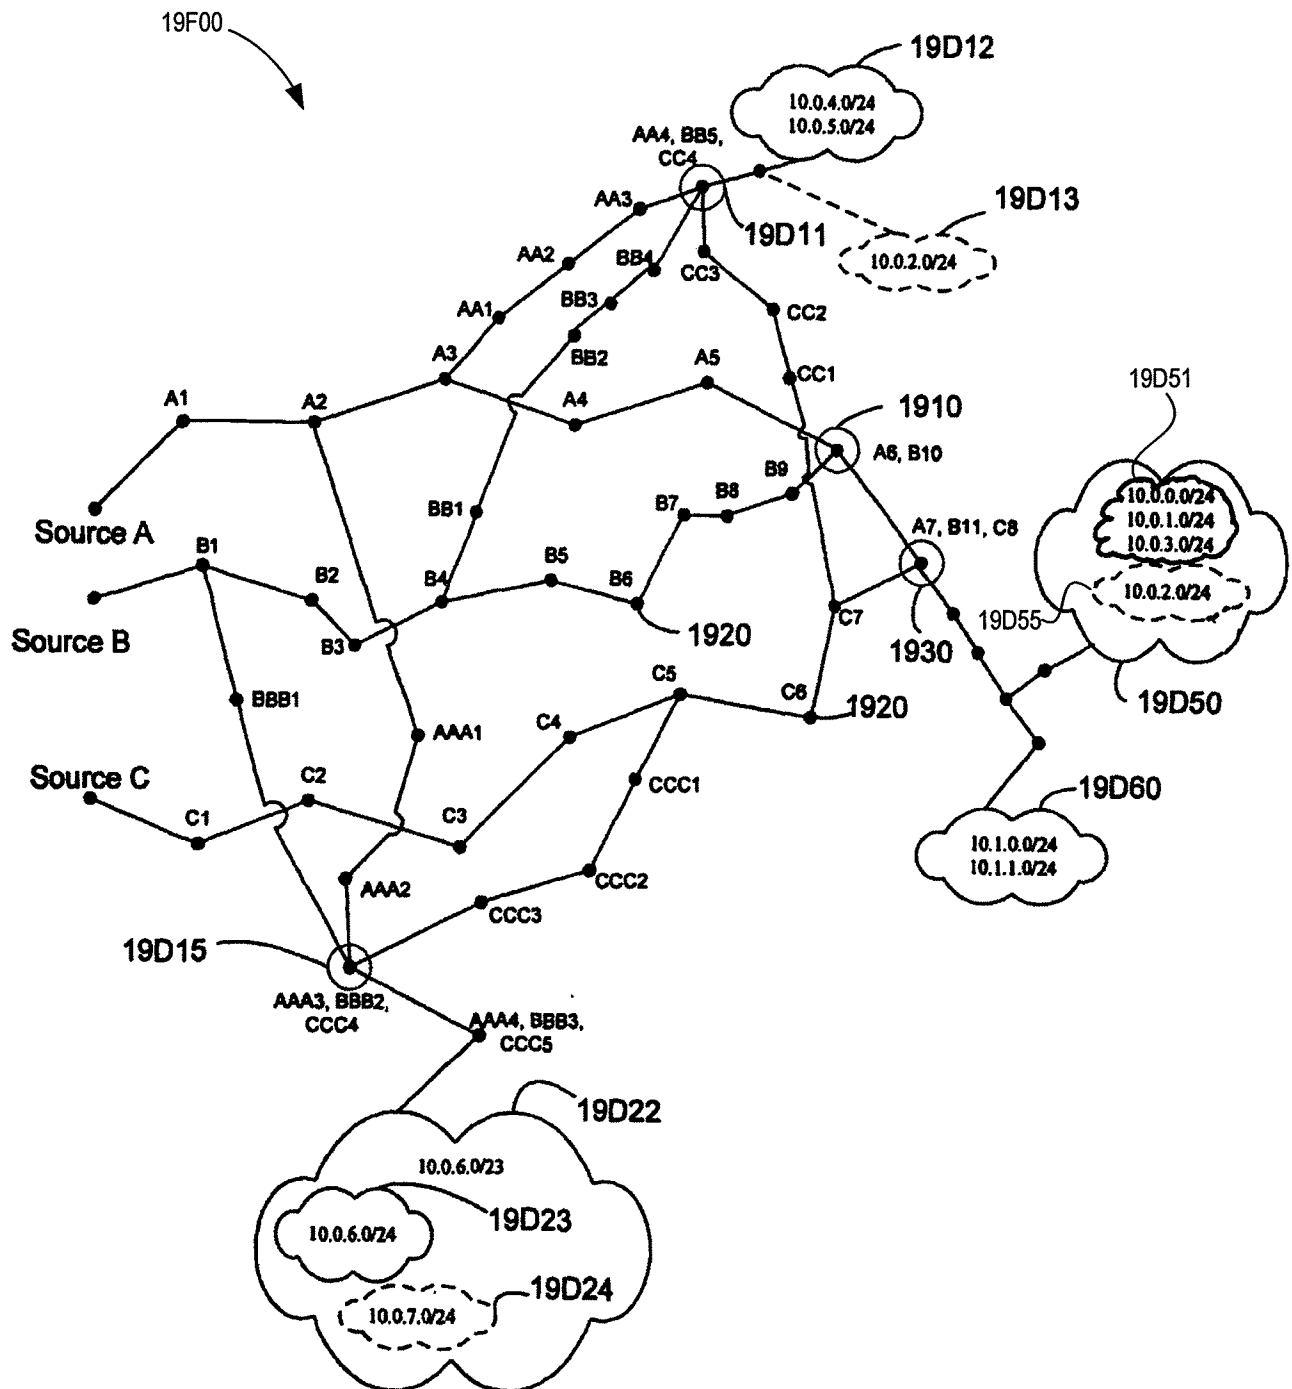 19F00
19D12
10.0.4.0/24
10.0.5.0/24
AA4, BB5,
CC4
AA3
19D11
19D13
10.0.2.0/24
AA2
BB4
CC3
AA1
BB3
CC2
BB2
A3
A5
CC1
A1
A2
A4
1910
A6, B10
19D51
10.0.0.0/24
10.0.1.0/24
10.0.3.0/24
10.0.2.0/24
19D55
19D50
Source A
BB1
B7
B8
B9
A7, B11, C8
B1
B2
B4
B5
B6
C7
1930
Source B
B3
1920
BBB1
AAA1
C4
C5
C6
1920
Source C
C1
C2
C3
CCC1
19D60
10.1.0.0/24
10.1.1.0/24
AAA2
CCC2
CCC3
19D15
AAA3, BBB2,
CCC4
AAA4, BBB3,
CCC5
19D22
10.0.6.0/23
19D23
10.0.6.0/24
19D24
10.0.7.0/24